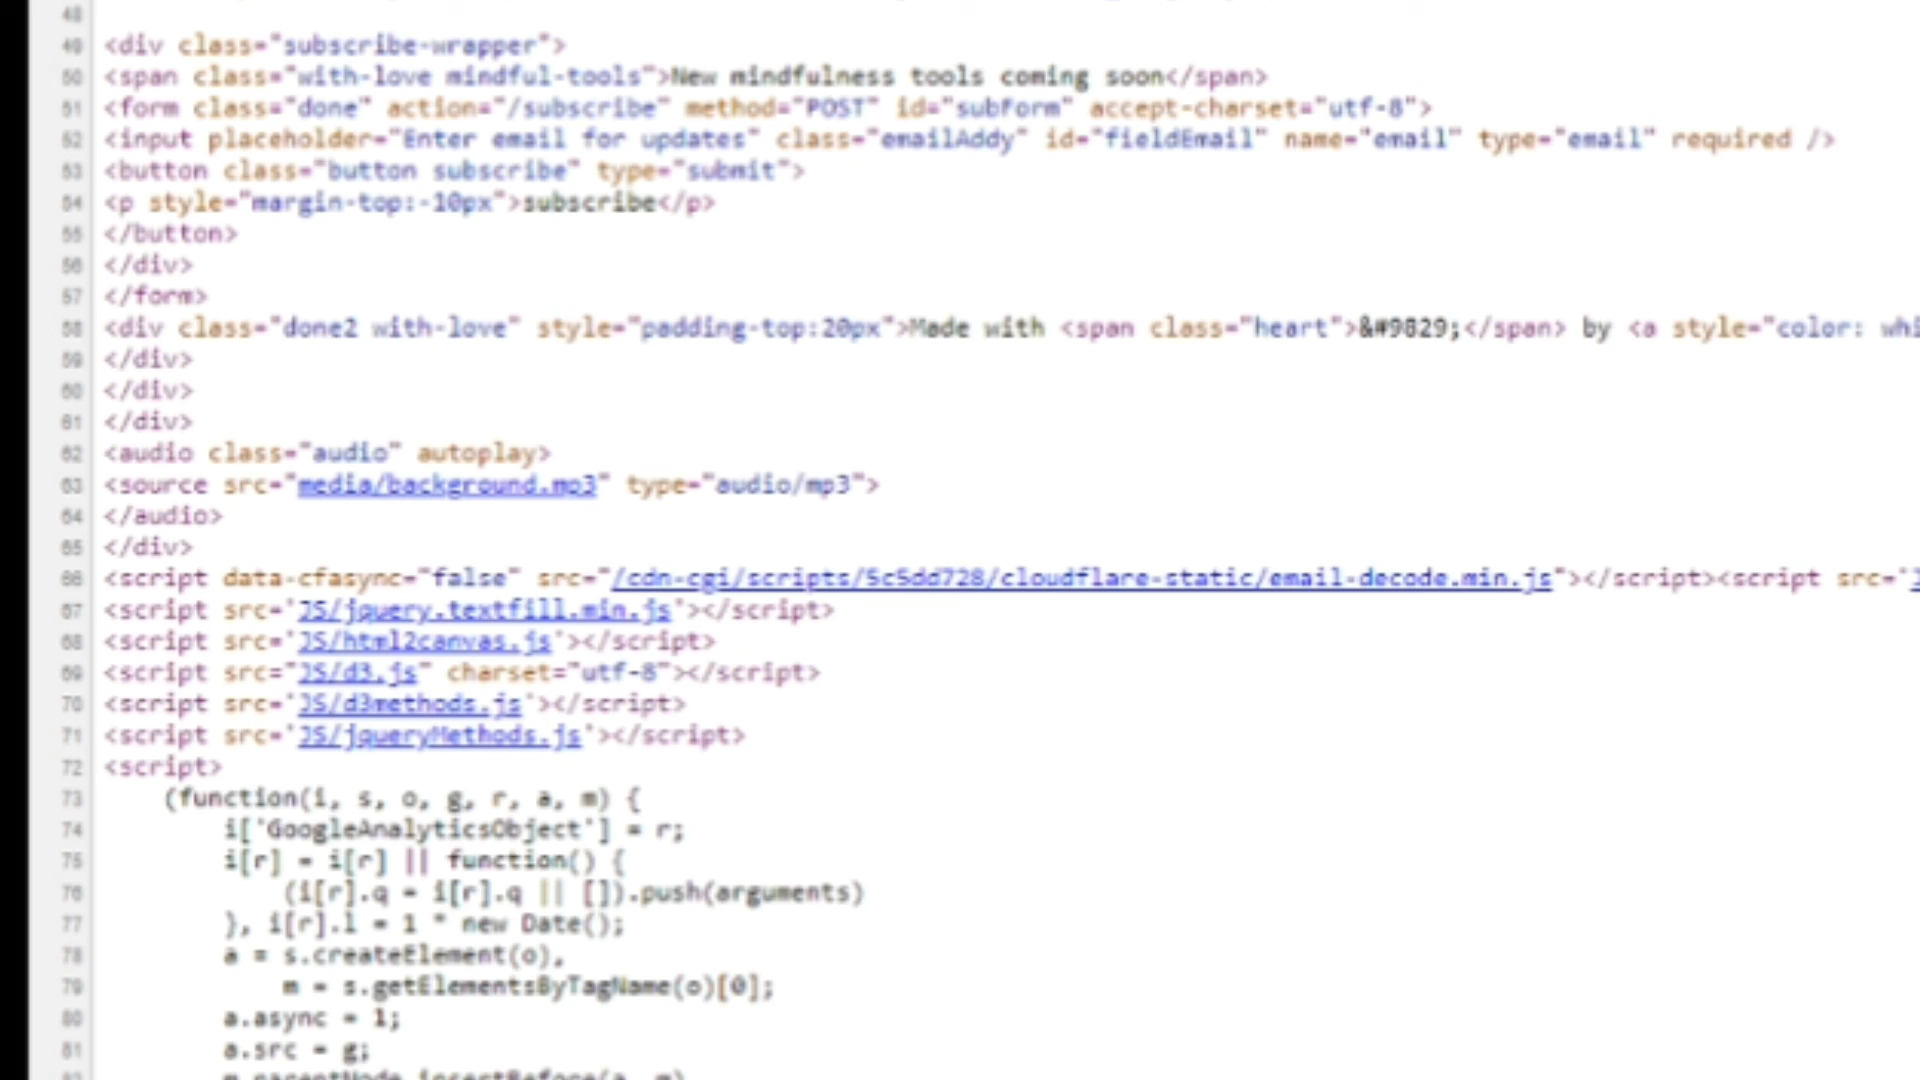 48
49 <div class="subscribe-wrapper">
50 <span class="with-love mindful-tools">New mindfulness tools coming soon</span>
51 <form class="done" action="/subscribe" method="POST" id="subForm" accept-charset="utf-8">
52 <input placeholder="Enter email for updates" class="emailAddy" id="fieldEmail" name="email" type="email" required />
53 <button class="button subscribe" type="submit">
54 <p style="margin-top:-10px">subscribe</p>
55 </button>
56 </div>
57 </form>
58 <div class="done2 with-love" style="padding-top:20px">Made with <span class="heart">&#9829;</span> by <a style="color: whi
59 </div>
60 </div>
61 </div>
62 <audio class="audio" autoplay>
63 <source src="media/background.mp3" type="audio/mp3">
64 </audio>
65 </div>
66 <script data-cfasync="false" src="/cdn-cgi/scripts/5c5dd728/cloudflare-static/email-decode.min.js"></script><script src='J
67 <script src='JS/jquery.textfill.min.js'></script>
68 <script src='JS/html2canvas.js'></script>
69 <script src="JS/d3.js" charset="utf-8"></script>
70 <script src='JS/d3methods.js'></script>
71 <script src='JS/jqueryMethods.js'></script>
72 <script>
73 (function(i, s, o, g, r, a, m) {
74 i['GoogleAnalyticsObject'] = r;
75 i[r] = i[r] || function() {
76 (i[r].q = i[r].q || []).push(arguments)
77 }, i[r].l = 1 * new Date();
78 a = s.createElement(o),
79 m = s.getElementsByTagName(o)[0];
80 a.async = 1;
81 a.src = g;
82 m.parentNode.insertBefore(a, m)